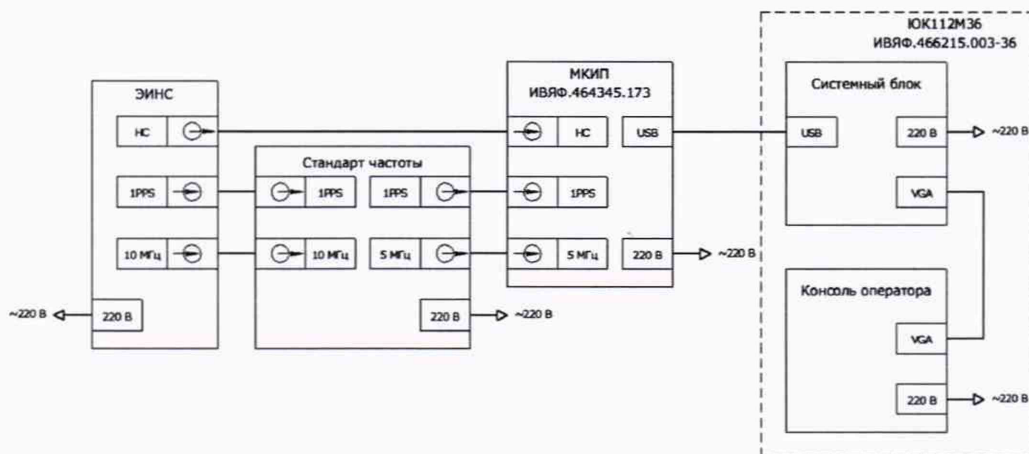 ЮК112М36
ИВЯФ.466215.003-36
МКИП
ИВЯФ.464345.173
Системный блок
ЭИНС
НС
НС
USB
USB
220 В
~220 В
Стандарт частоты
1PPS
1PPS
1PPS
1PPS
VGA
10 МГц
10 МГц
5 МГц
5 МГц
220 В
~220 В
Консоль оператора
~220 В
220 В
220 В
~220 В
VGA
220 В
~220 В